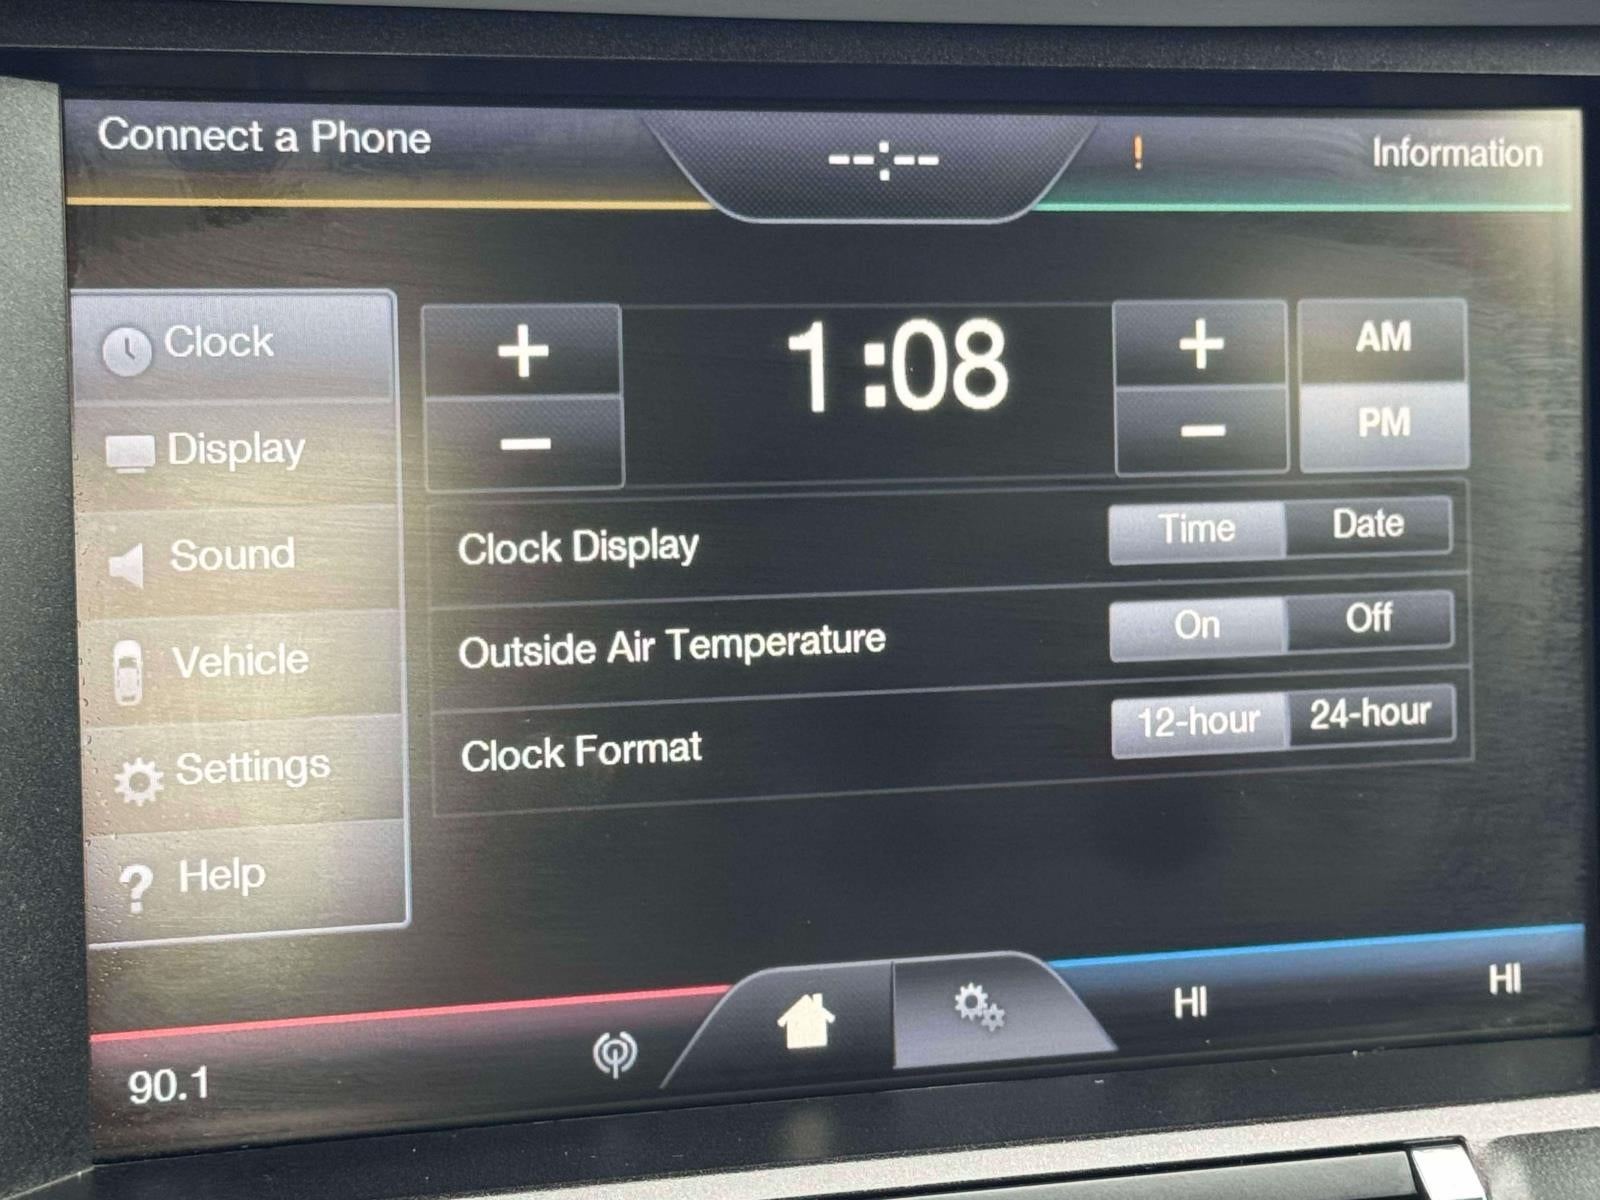 Connect a Phone
--:--
!
Information
Clock
+
1:08
+
AM
Display
−
−
PM
Sound
Clock Display
Time
Date
Vehicle
Outside Air Temperature
On
Off
Settings
Clock Format
12-hour
24-hour
? Help
90.1
HI
HI